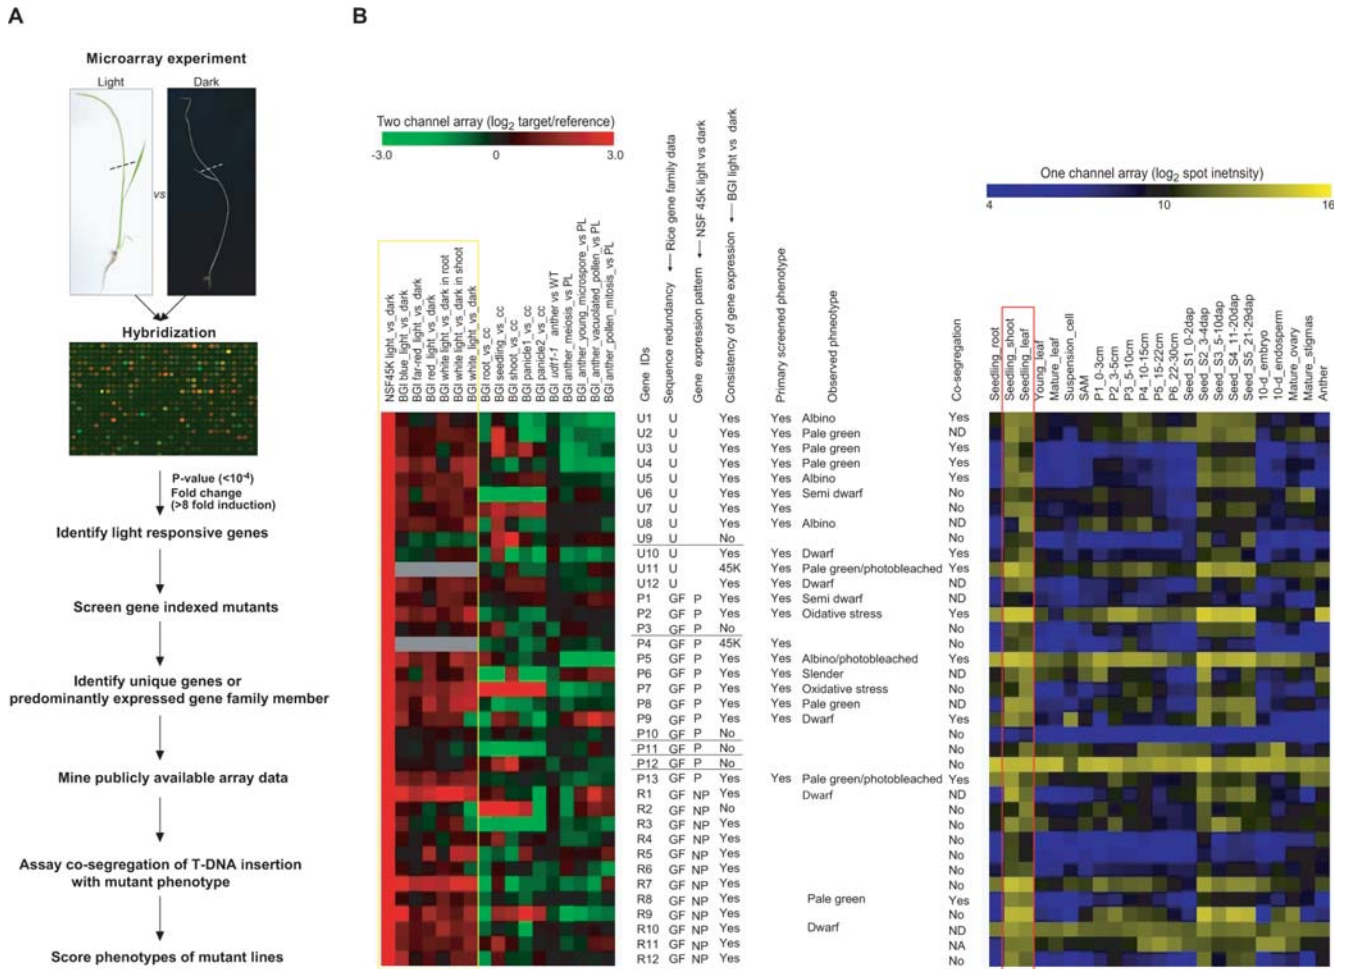 A
B
Microarray experiment
Light
Dark
vs
Hybridization
P-value (<10-4)
Fold change
(>8 fold induction)
Identify light responsive genes
Screen gene indexed mutants
Identify unique genes or
predominantly expressed gene family member
Mine publicly available array data
Assay co-segregation of T-DNA insertion
with mutant phenotype
Score phenotypes of mutant lines
Two channel array (log2 target/reference)
-3.0 0 3.0
NSF45K light_vs_dark
BGI blue_light_vs_dark
BGI far-red_light_vs_dark
BGI red_light_vs_dark
BGI white light_vs_dark in root
BGI white light_vs_dark in shoot
BGI white_light_vs_dark
BGI root_vs_cc
BGI seedling_vs_cc
BGI shoot_vs_cc
BGI panicle1_vs_cc
BGI panicle2_vs_cc
BGI udt1-1 anther vs WT
BGI anther_meiosis_vs PL
BGI_anther_young_microspore_vs PL
BGI_anther_vacuolated_pollen_vs PL
BGI anther_pollen_mitosis_vs PL
Gene IDs
Sequence redundancy ← Rice gene family data
Gene expression pattern ← NSF 45K light vs dark
Consistency of gene expression ← BGI light vs dark
Primary screened phenotype
Observed pheotype
Co-segregation
One channel array (log2 spot inetnsity)
4 10 16
Seedling_root
Seedling_shoot
Seedling_leaf
Young_leaf
Mature_leaf
Suspension_cell
SAM
P1_0-3cm
P2_3-5cm
P3_5-10cm
P4_10-15cm
P5_15-22cm
P6_22-30cm
Seed_S1_0-2dap
Seed_S2_3-4dap
Seed_S3_5-10dap
Seed_S4_11-20dap
Seed_S5_21-29dap
10-d_embryo
10-d_endosperm
Mature_ovary
Mature_stigmas
Anther
U1 U Yes Yes Albino Yes
U2 U Yes Yes Pale green ND
U3 U Yes Yes Pale green Yes
U4 U Yes Yes Pale green Yes
U5 U Yes Yes Albino Yes
U6 U Yes Yes Semi dwarf No
U7 U Yes Yes No
U8 U Yes Yes Albino ND
U9 U No No
U10 U Yes Yes Dwarf Yes
U11 U 45K Yes Pale green/photobleached Yes
U12 U Yes Yes Dwarf ND
P1 GF P Yes Yes Semi dwarf ND
P2 GF P Yes Yes Oidative stress Yes
P3 GF P No No
P4 GF P 45K Yes No
P5 GF P Yes Yes Albino/photobleached Yes
P6 GF P Yes Yes Slender ND
P7 GF P Yes Yes Oxidative stress No
P8 GF P Yes Yes Pale green ND
P9 GF P Yes Yes Dwarf Yes
P10 GF P No No
P11 GF P No No
P12 GF P No No
P13 GF P Yes Yes Pale green/photobleached Yes
R1 GF NP Yes Dwarf ND
R2 GF NP No No
R3 GF NP Yes No
R4 GF NP Yes No
R5 GF NP Yes No
R6 GF NP Yes No
R7 GF NP Yes No
R8 GF NP Yes Pale green Yes
R9 GF NP Yes No
R10 GF NP Yes Dwarf ND
R11 GF NP Yes NA
R12 GF NP Yes No